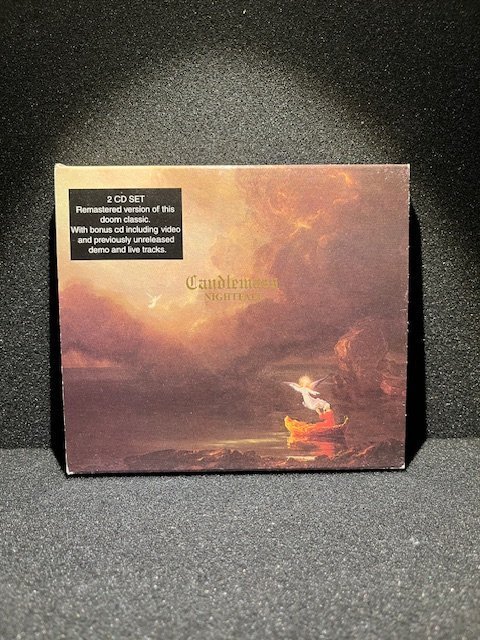 2 CD SET
Remastered version of this
doom classic.
With bonus cd including video
and previously unreleased
demo and live tracks.
Candlemass
NIGHTFALL